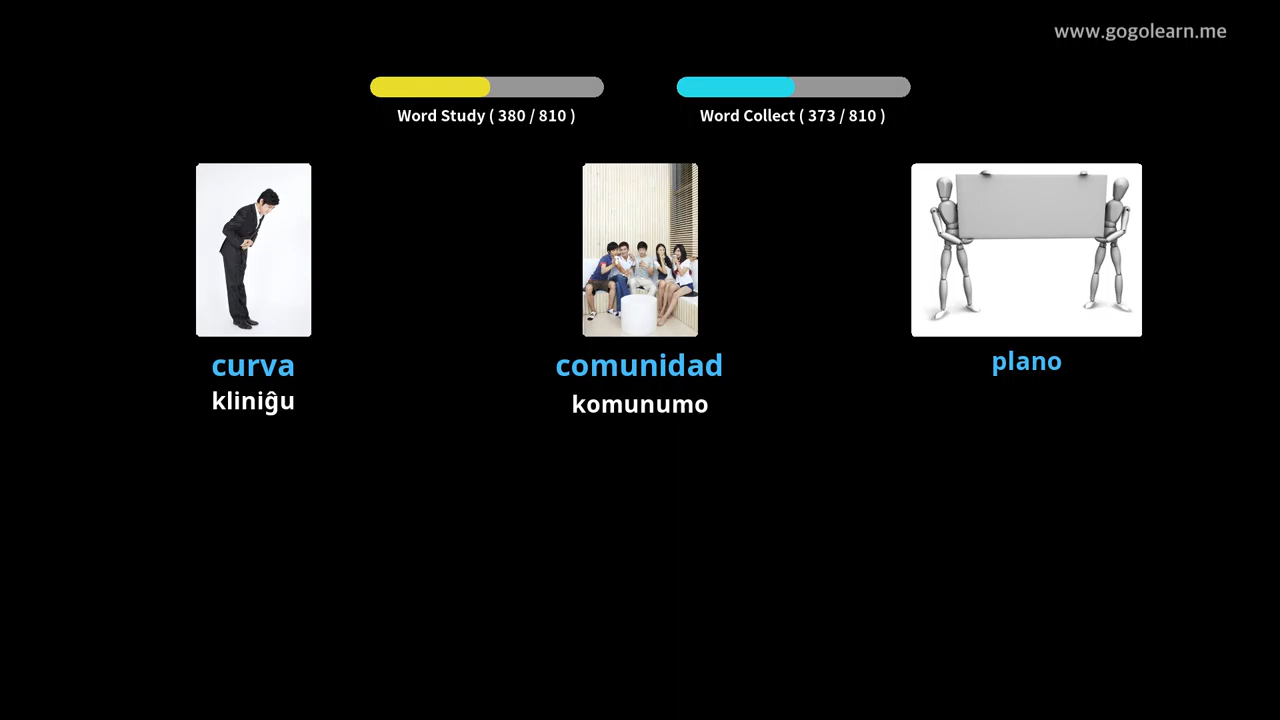 www.gogolearn.me
Word Study ( 380 / 810 )
Word Collect ( 373 / 810 )
curva
kliniĝu
comunidad
komunumo
plano